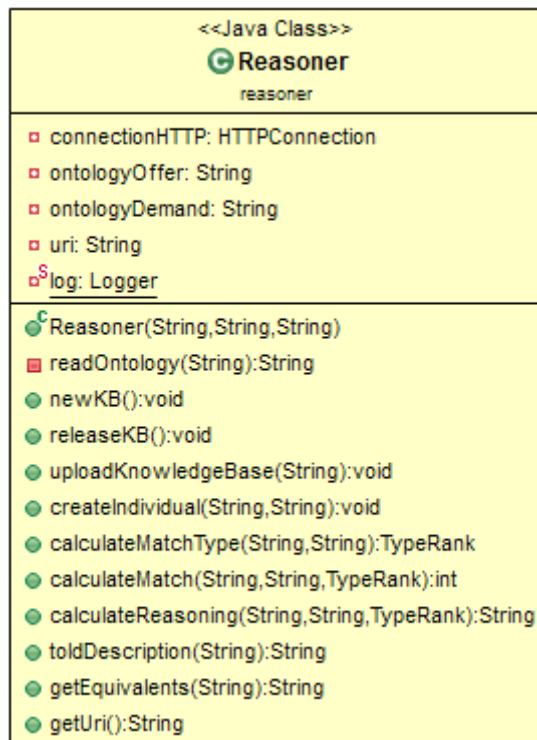 <<Java Class>>
C Reasoner
reasoner
connectionHTTP: HTTPConnection
ontologyOffer: String
ontologyDemand: String
uri: String
S log: Logger
C Reasoner(String,String,String)
readOntology(String):String
newKB():void
releaseKB():void
uploadKnowledgeBase(String):void
createIndividual(String,String):void
calculateMatchType(String,String):TypeRank
calculateMatch(String,String,TypeRank):int
calculateReasoning(String,String,TypeRank):String
toldDescription(String):String
getEquivalents(String):String
getUri():String